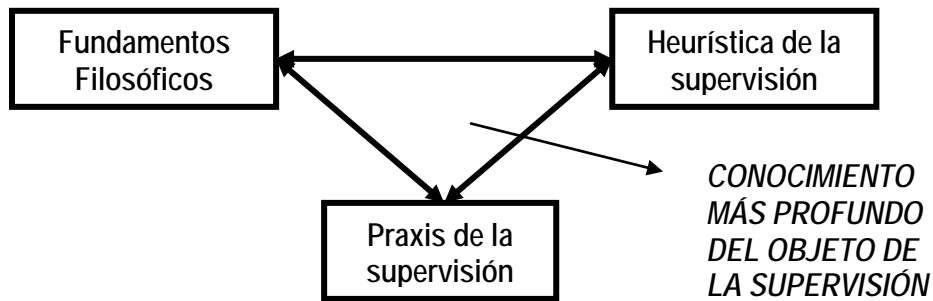 Fundamentos
Filosóficos
Heurística de la
supervisión
Praxis de la
supervisión
CONOCIMIENTO
MÁS PROFUNDO
DEL OBJETO DE
LA SUPERVISIÓN